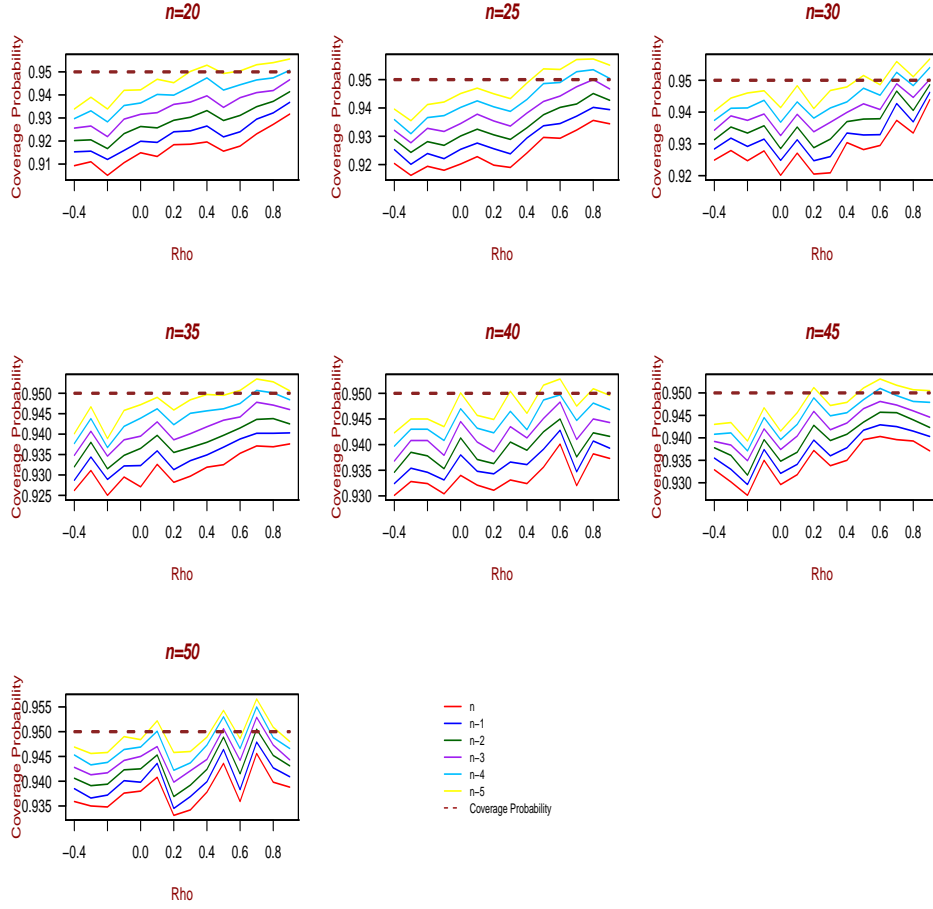 n=20
Coverage Probability
0.95
0.94
0.93
0.92
0.91
−0.4 0.0 0.2 0.4 0.6 0.8
Rho
n=25
Coverage Probability
0.95
0.94
0.93
0.92
−0.4 0.0 0.2 0.4 0.6 0.8
Rho
n=30
Coverage Probability
0.95
0.94
0.93
0.92
−0.4 0.0 0.2 0.4 0.6 0.8
Rho
n=35
Coverage Probability
0.950
0.945
0.940
0.935
0.930
0.925
−0.4 0.0 0.2 0.4 0.6 0.8
Rho
n=40
Coverage Probability
0.950
0.945
0.940
0.935
0.930
−0.4 0.0 0.2 0.4 0.6 0.8
Rho
n=45
Coverage Probability
0.950
0.945
0.940
0.935
0.930
−0.4 0.0 0.2 0.4 0.6 0.8
Rho
n=50
Coverage Probability
0.955
0.950
0.945
0.940
0.935
−0.4 0.0 0.2 0.4 0.6 0.8
Rho
n
n−1
n−2
n−3
n−4
n−5
Coverage Probability